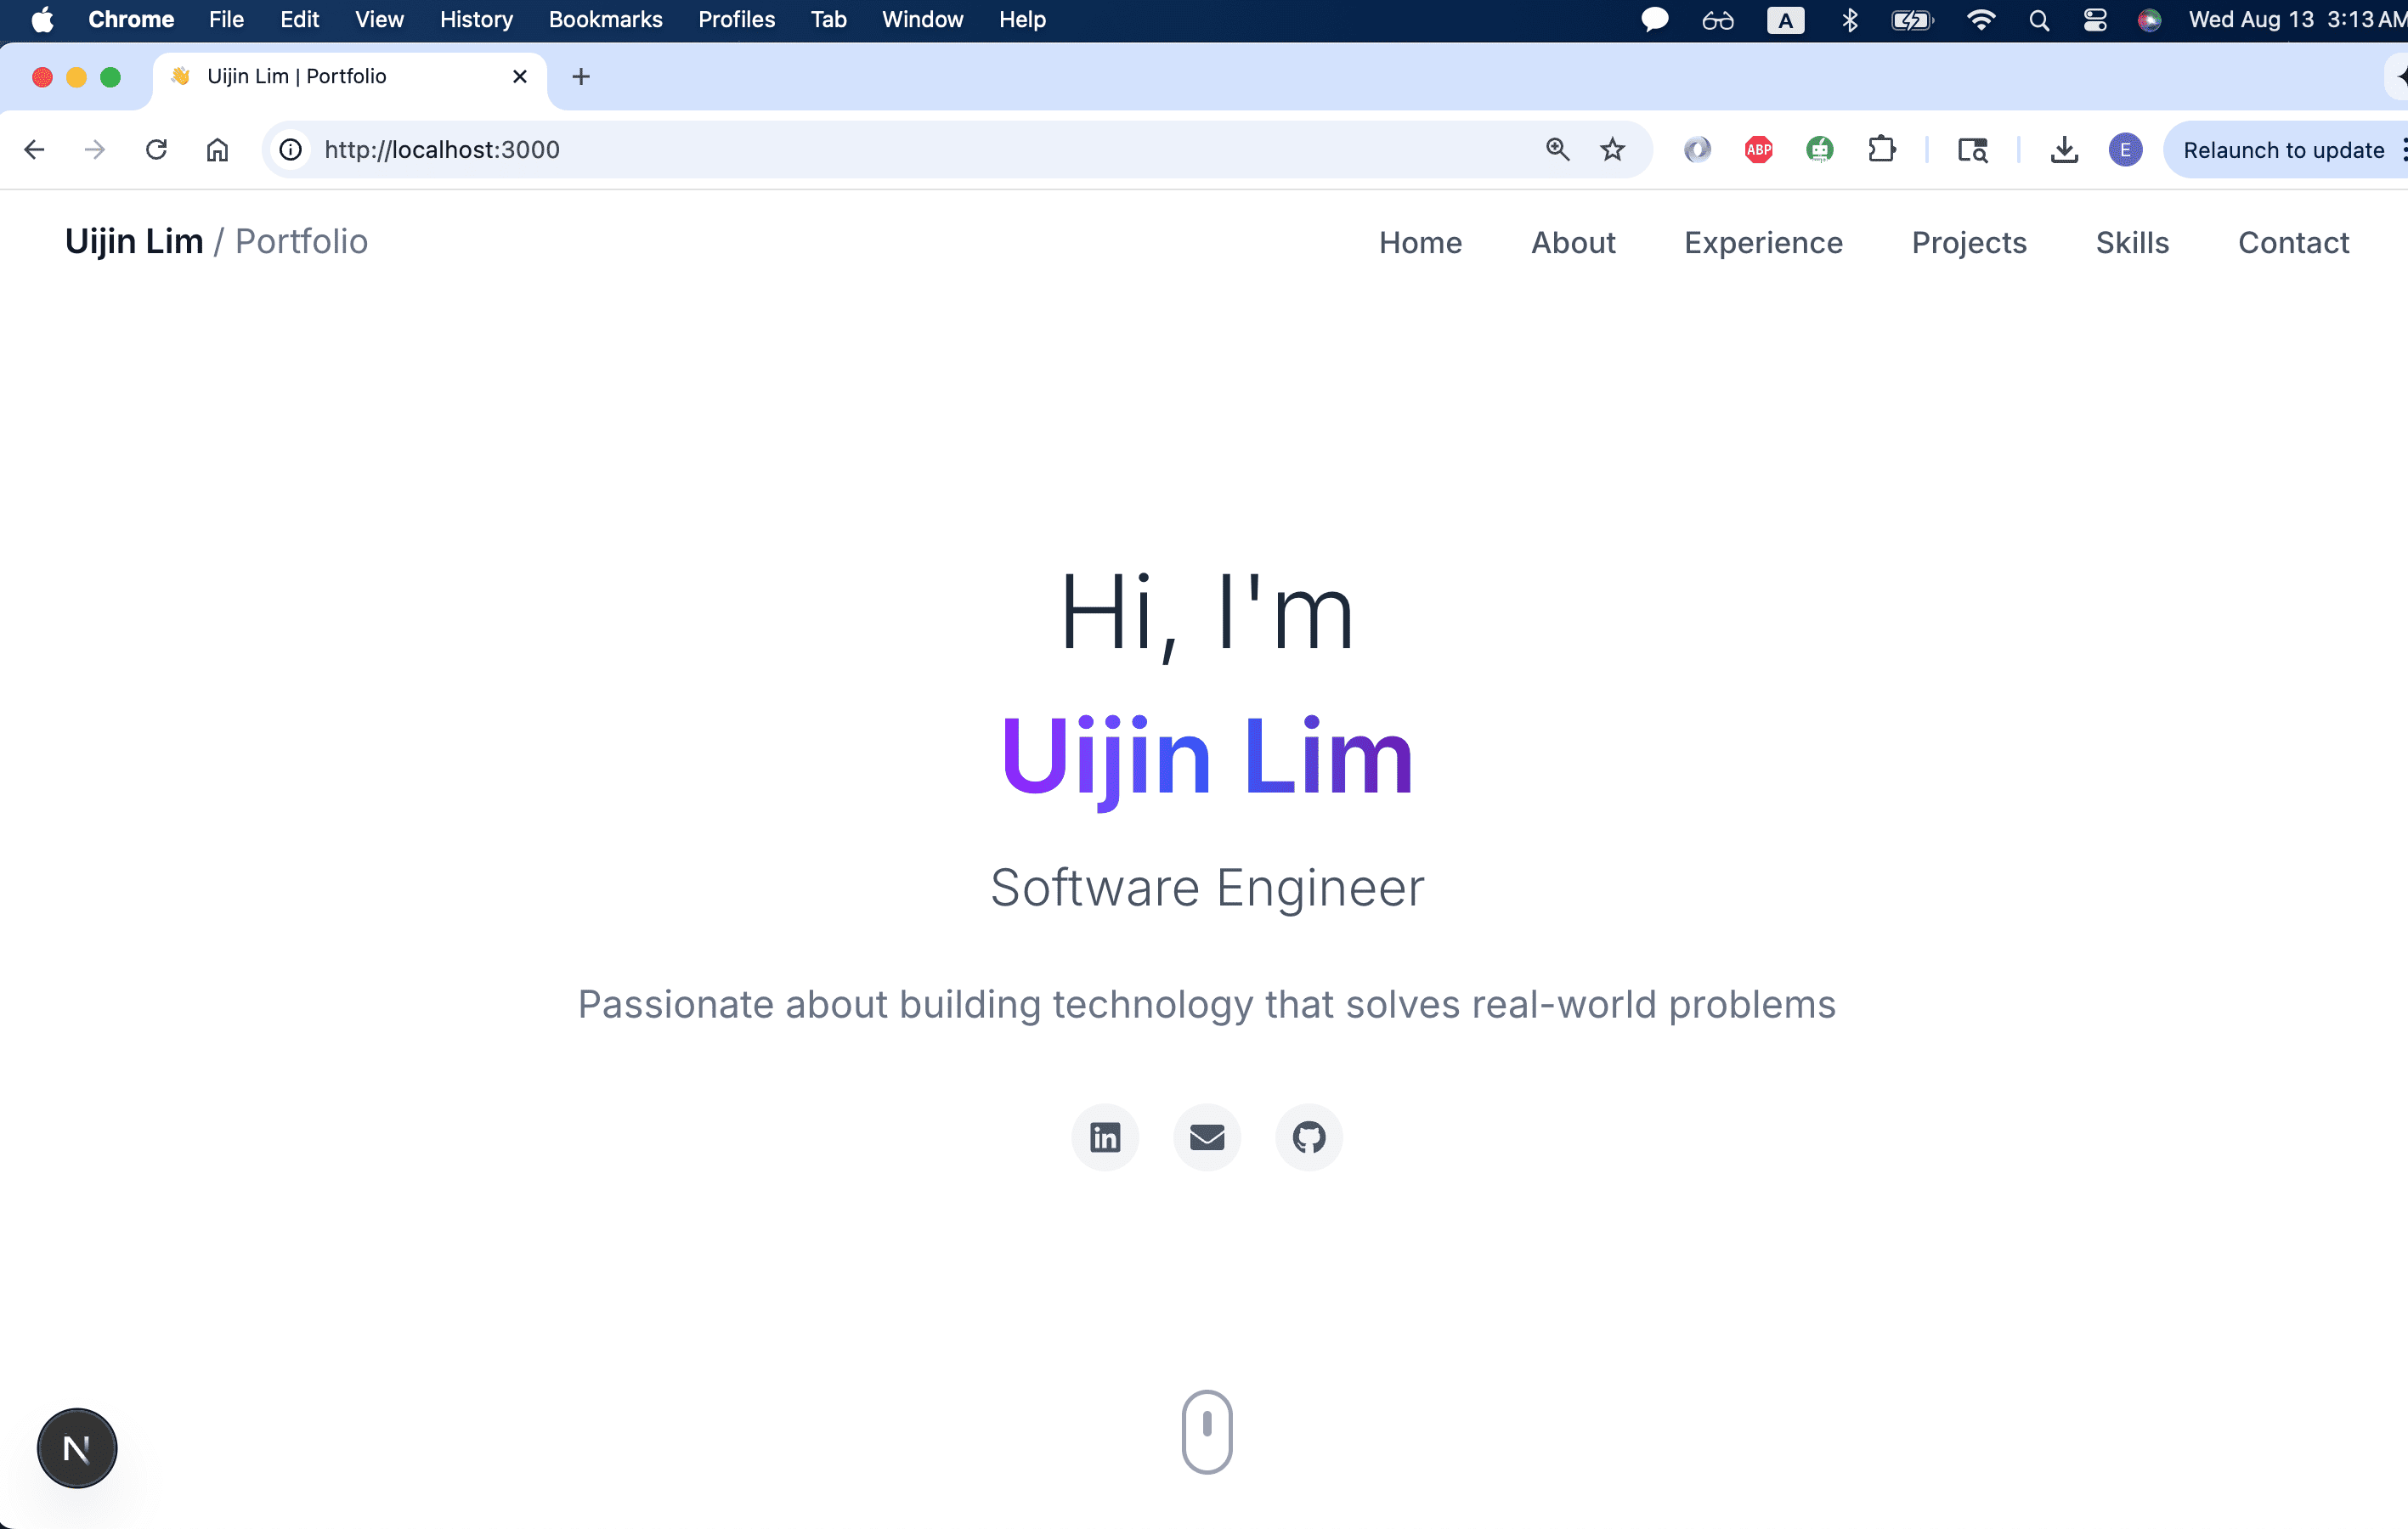 Chrome File Edit View History Bookmarks Profiles Tab Window Help A Wed Aug 13 3:13 AM
Uijin Lim | Portfolio
http://localhost:3000 ABP E Relaunch to update
Uijin Lim / Portfolio Home About Experience Projects Skills Contact
Hi, I'm
Uijin Lim
Software Engineer
Passionate about building technology that solves real-world problems
in
N